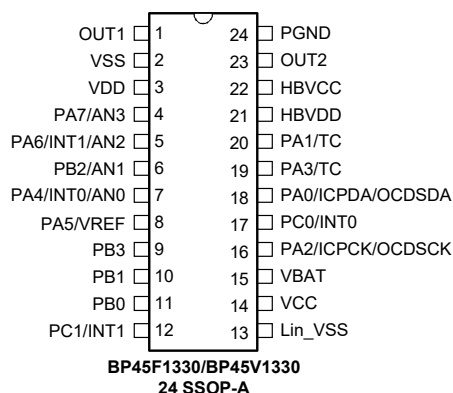 OUT1 1 24 PGND
VSS 2 23 OUT2
VDD 3 22 HBVCC
PA7/AN3 4 21 HBVDD
PA6/INT1/AN2 5 20 PA1/TC
PB2/AN1 6 19 PA3/TC
PA4/INT0/AN0 7 18 PA0/ICPDA/OCDSDA
PA5/VREF 8 17 PC0/INT0
PB3 9 16 PA2/ICPCK/OCDSCK
PB1 10 15 VBAT
PB0 11 14 VCC
PC1/INT1 12 13 Lin_VSS
BP45F1330/BP45V1330
24 SSOP-A